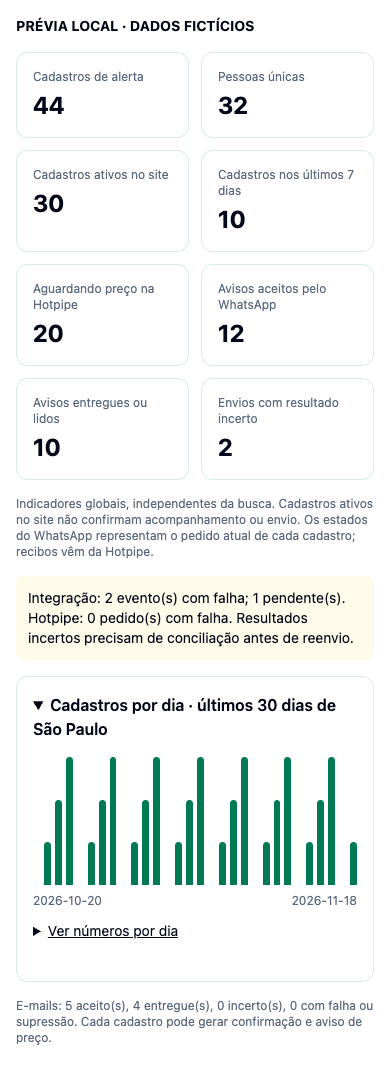 PRÉVIA LOCAL · DADOS FICTÍCIOS
Cadastros de alerta
44
Pessoas únicas
32
Cadastros ativos no site
30
Cadastros nos últimos 7
dias
10
Aguardando preço na
Hotpipe
20
Avisos aceitos pelo
WhatsApp
12
Avisos entregues ou
lidos
10
Envios com resultado
incerto
2
Indicadores globais, independentes da busca. Cadastros ativos
no site não confirmam acompanhamento ou envio. Os estados
do WhatsApp representam o pedido atual de cada cadastro;
recibos vêm da Hotpipe.
Integração: 2 evento(s) com falha; 1 pendente(s).
Hotpipe: 0 pedido(s) com falha. Resultados
incertos precisam de conciliação antes de reenvio.
▼ Cadastros por dia · últimos 30 dias de
São Paulo
2026-10-20
2026-11-18
▶ Ver números por dia
E-mails: 5 aceito(s), 4 entregue(s), 0 incerto(s), 0 com falha ou
supressão. Cada cadastro pode gerar confirmação e aviso de
preço.